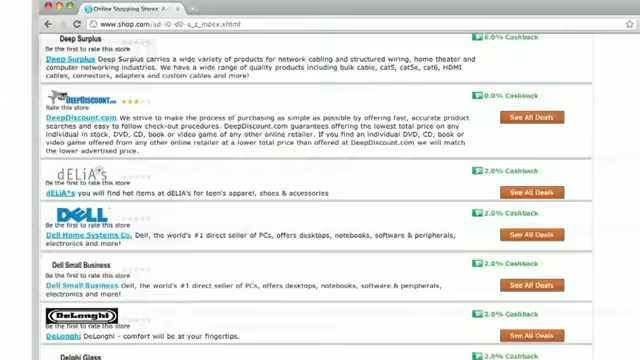 Online Shopping Stores: A-
www.shop.com/sd-i0-d0-a_z_index.xhtml
Deep Surplus
6.0% Cashback
Be the first to rate this store
Deep Surplus Deep Surplus carries a wide variety of products for network cabling and structured wiring, home theater and
computer networking industries. We have a wide range of quality products including bulk cable, cat5, cat5e, cat6, HDMI
cables, connectors, adapters and custom cables and more!
DEEPDISCOUNT.COM
0.0% Cashback
Rate this store
See All Deals
DeepDiscount.com We strive to make the process of purchasing as simple as possible by offering fast, accurate product
searches and easy to follow check-out procedures. DeepDiscount.com guarantees offering the lowest total price on any
individual in stock, DVD, CD, book or video game of any other online retailer. If you find an individual DVD, CD, book or
video game offered from any other online retailer at a lower total price than offered at DeepDiscount.com we will match
the lower advertised price.
dELiA*s
2.0% Cashback
Be the first to rate this store
See All Deals
dELiA*s you will find hot items at dELiA's for teen's apparel, shoes & accessories
DELL
2.0% Cashback
Be the first to rate this store
See All Deals
Dell Home Systems Co. Dell, the world's #1 direct seller of PCs, offers desktops, notebooks, software & peripherals,
electronics and more!
Dell Small Business
2.0% Cashback
Be the first to rate this store
See All Deals
Dell Small Business Dell, the world's #1 direct seller of PCs, offers desktops, notebooks, software & peripherals,
electronics and more!
DeLonghi
2.0% Cashback
Be the first to rate this store
See All Deals
DeLonghi DeLonghi - comfort will be at your fingertips.
Delphi Glass
2.0% Cashback